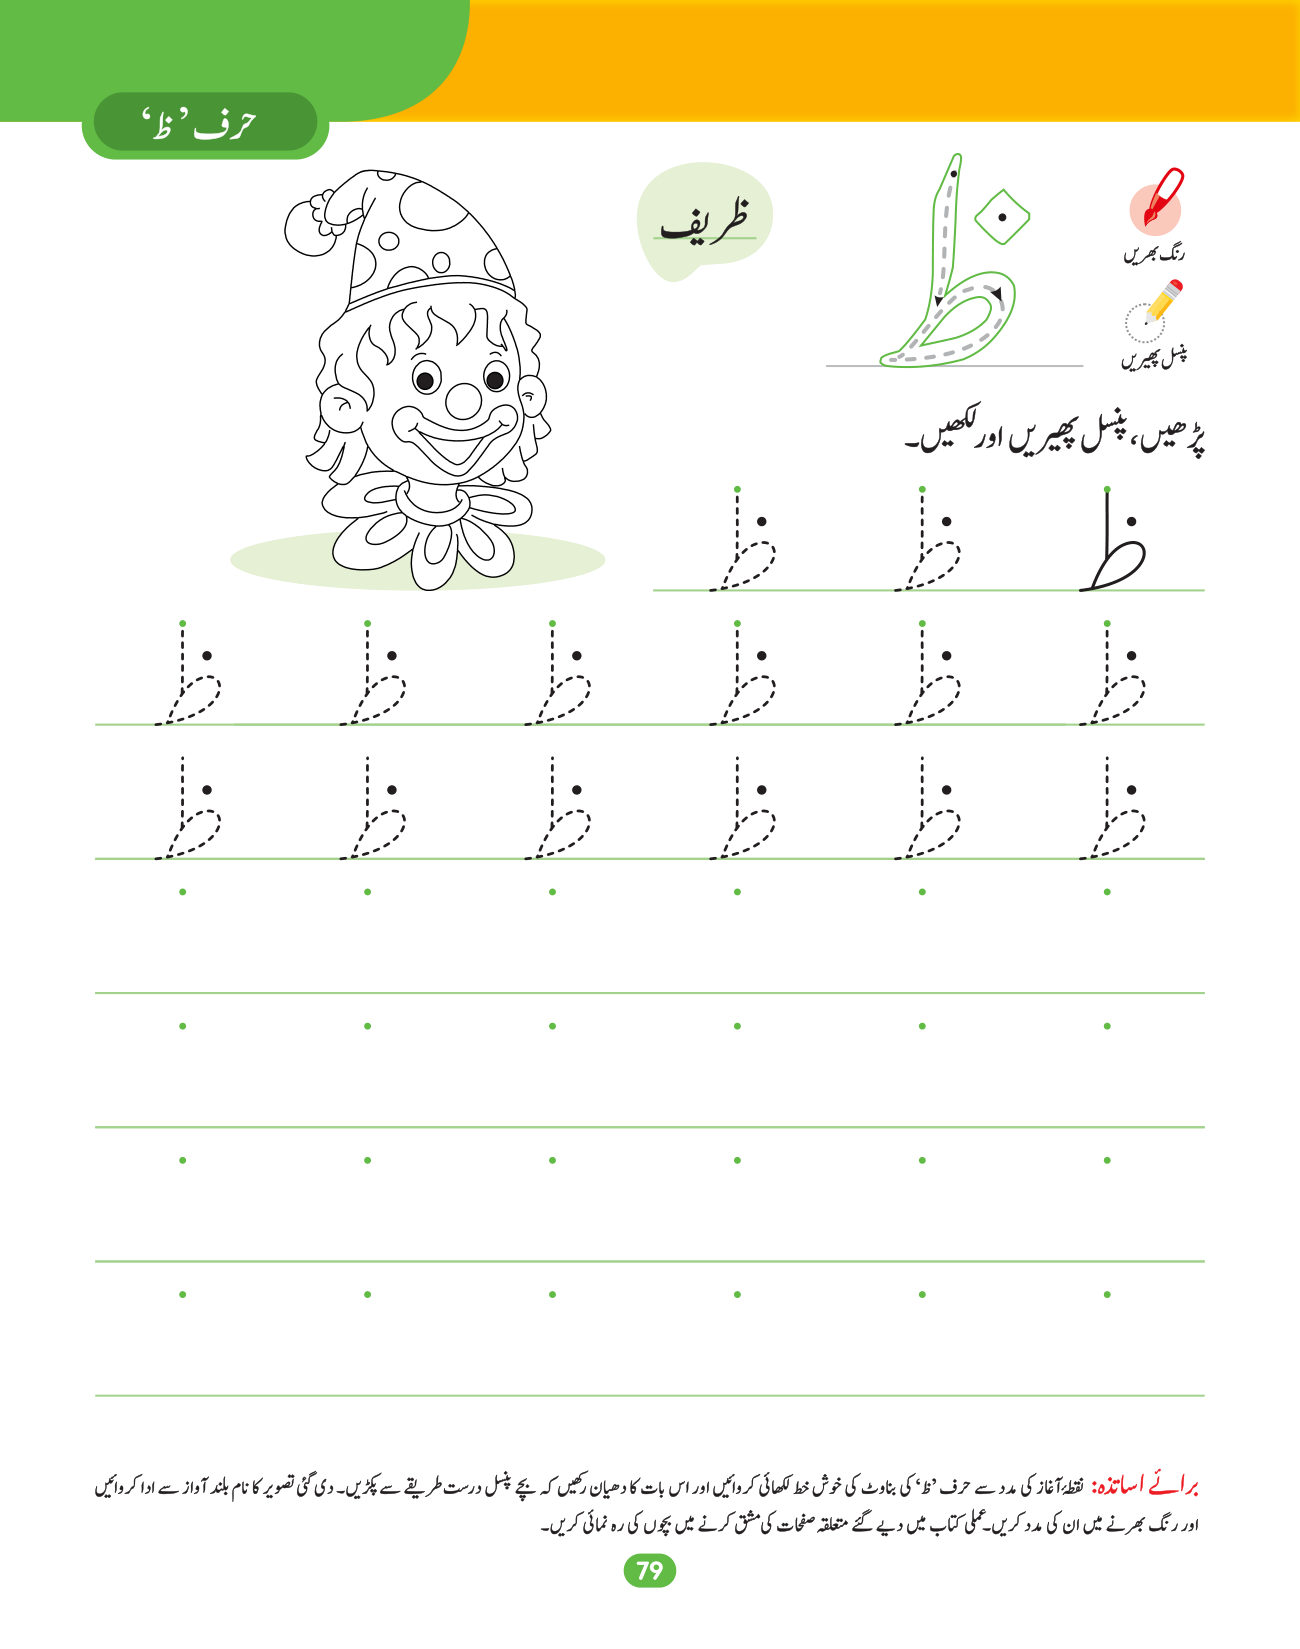 حرف ’ظ‘
ظریف
ظ
رنگ بھریں
پنسل پھیریں
پڑھیں، پنسل پھیریں اور لکھیں۔
ظ ظ ظ
ظ ظ ظ ظ ظ ظ
ظ ظ ظ ظ ظ ظ
برائے اساتذہ: نقطۂ آغاز کی مدد سے حرف ’ظ‘ کی بناوٹ کی خوش خط لکھائی کروائیں اور اس بات کا دھیان رکھیں کہ بچے پنسل درست طریقے سے پکڑیں۔ دی گئی تصویر کا نام بلند آواز سے ادا کروائیں
اور رنگ بھرنے میں ان کی مدد کریں۔ عملی کتاب میں دیے گئے متعلقہ صفحات کی مشق کرنے میں بچوں کی رہ نمائی کریں۔
79